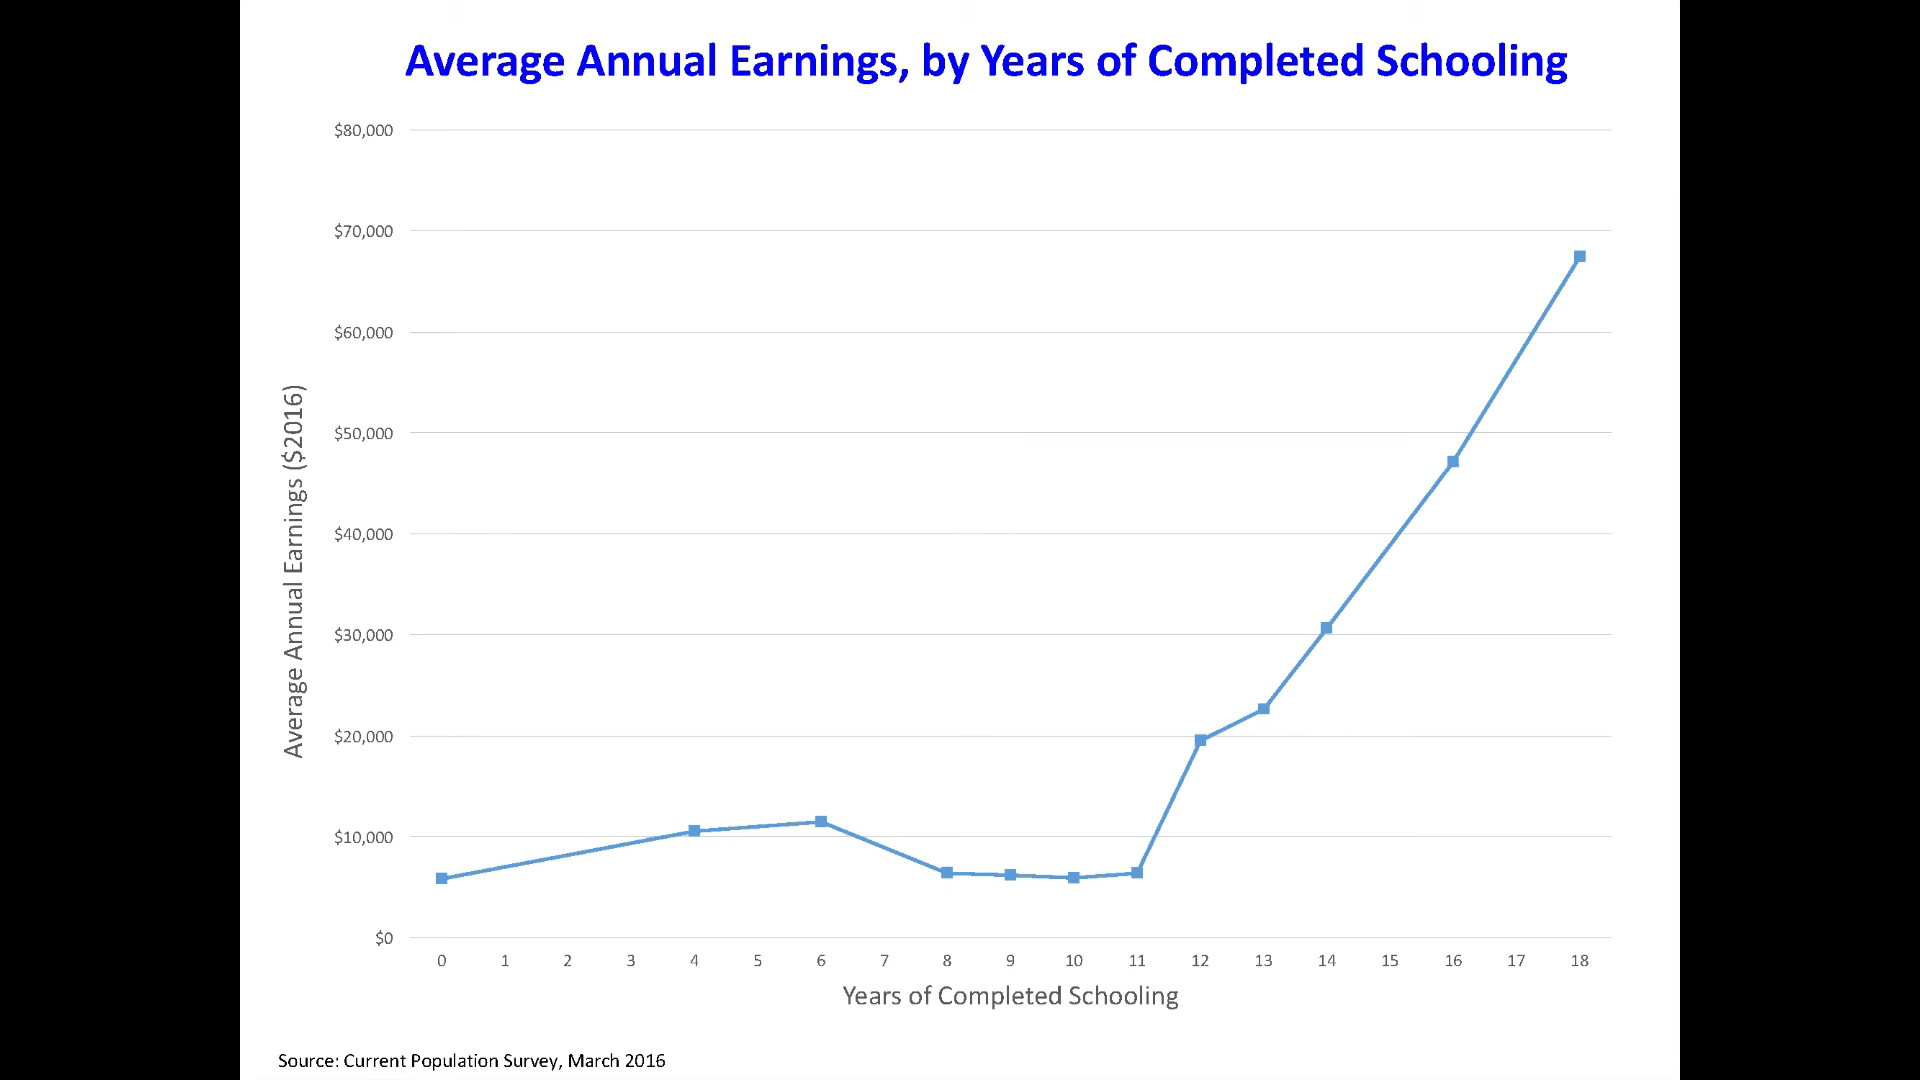 Average Annual Earnings, by Years of Completed Schooling
$80,000
$70,000
$60,000
$50,000
$40,000
$30,000
$20,000
$10,000
$0
Average Annual Earnings ($2016)
0 1 2 3 4 5 6 7 8 9 10 11 12 13 14 15 16 17 18
Years of Completed Schooling
Source: Current Population Survey, March 2016